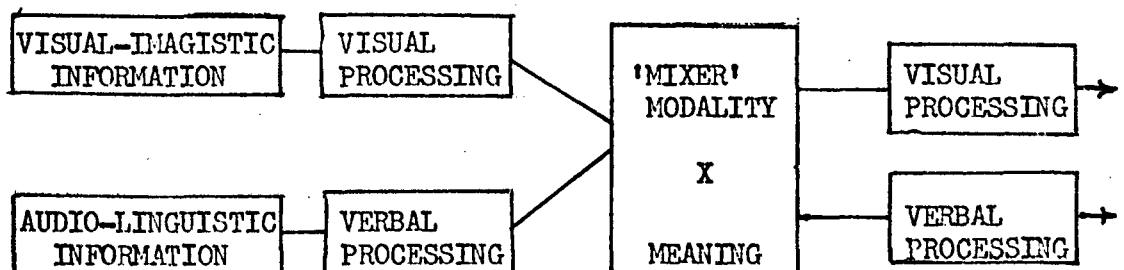 VISUAL-IMAGISTIC
INFORMATION
VISUAL
PROCESSING
'MIXER'
MODALITY
X
MEANING
VISUAL
PROCESSING
AUDIO-LINGUISTIC
INFORMATION
VERBAL
PROCESSING
VERBAL
PROCESSING